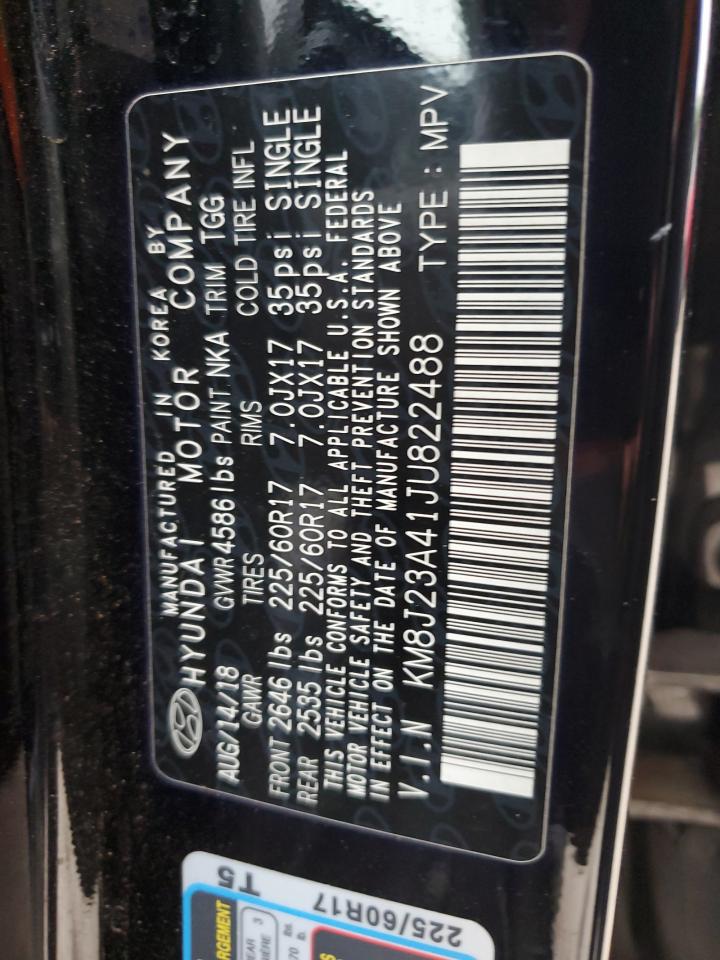 MANUFACTURED IN KOREA BY
HYUNDAI MOTOR COMPANY
AUG/14/18 GVWR 4586 lbs PAINT NKA TRIM TGG
GAWR TIRES RIMS COLD TIRE INFL
FRONT 2646 lbs 225/60R17 7.0JX17 35psi SINGLE
REAR 2535 lbs 225/60R17 7.0JX17 35psi SINGLE
THIS VEHICLE CONFORMS TO ALL APPLICABLE U.S.A. FEDERAL
MOTOR VEHICLE SAFETY AND THEFT PREVENTION STANDARDS
IN EFFECT ON THE DATE OF MANUFACTURE SHOWN ABOVE
V.I.N KM8J23A41JU822488 TYPE : MPV
T5
225/60R17
3